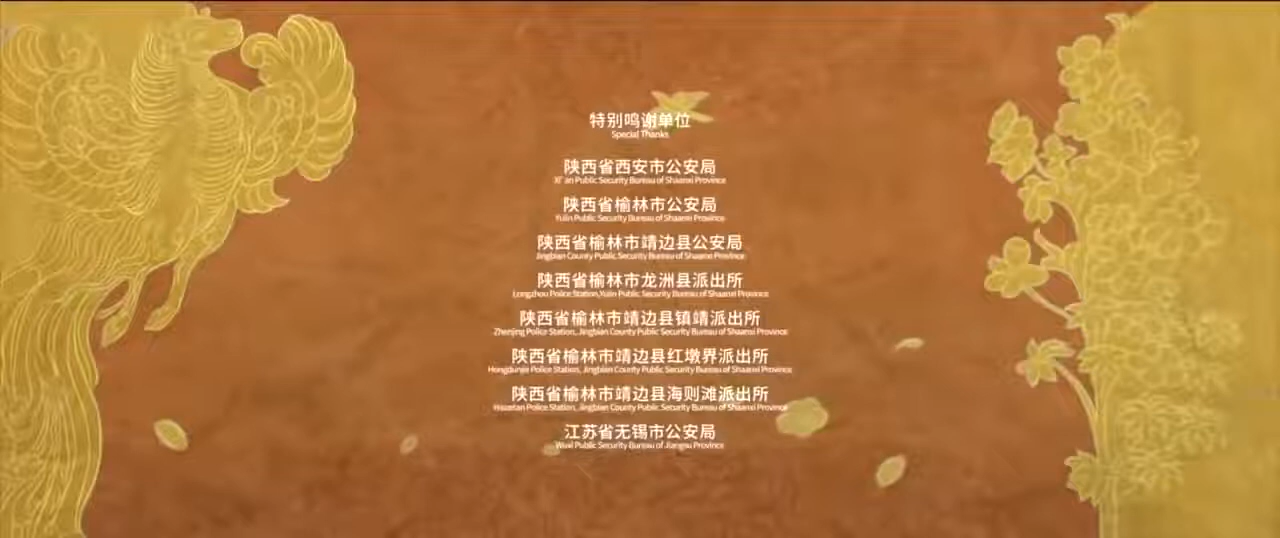 特别鸣谢单位
Special Thanks
陕西省西安市公安局
Xi'an Public Security Bureau of Shaanxi Province
陕西省榆林市公安局
Yulin Public Security Bureau of Shaanxi Province
陕西省榆林市靖边县公安局
Jingbian County Public Security Bureau of Shaanxi Province
陕西省榆林市龙洲县派出所
Longzhou Police Station,Yulin Public Security Bureau of Shaanxi Province
陕西省榆林市靖边县镇靖派出所
Zhenjing Police Station, Jingbian County Public Security Bureau of Shaanxi Province
陕西省榆林市靖边县红墩界派出所
Hongdunjie Police Station, Jingbian County Public Security Bureau of Shaanxi Province
陕西省榆林市靖边县海则滩派出所
Police Station, Jingbian County Public Security Bureau of Shaanxi Province
江苏省无锡市公安局
Wuxi Public Security Bureau of Jiangsu Province